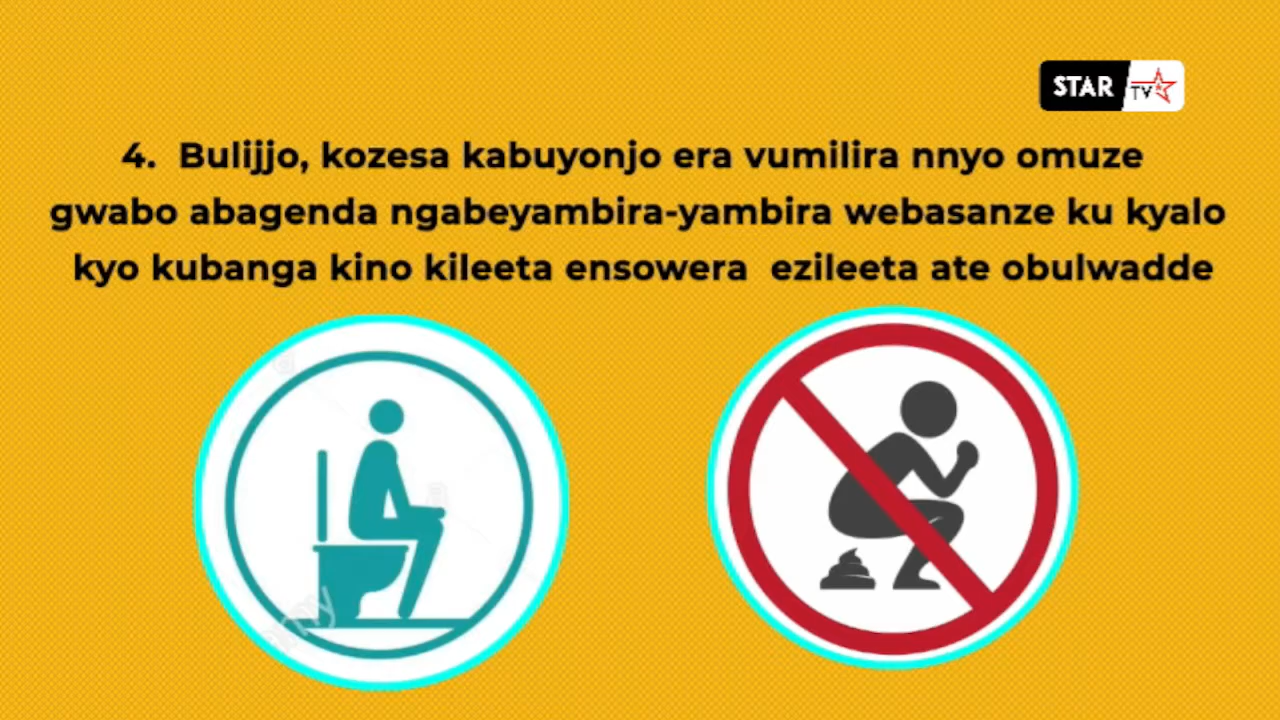 STAR TV
4. Bulijjo, kozesa kabuyonjo era vumilira nnyo omuze
gwabo abagenda ngabeyambira-yambira webasanze ku kyalo
kyo kubanga kino kileeta ensowera ezileeta ate obulwadde